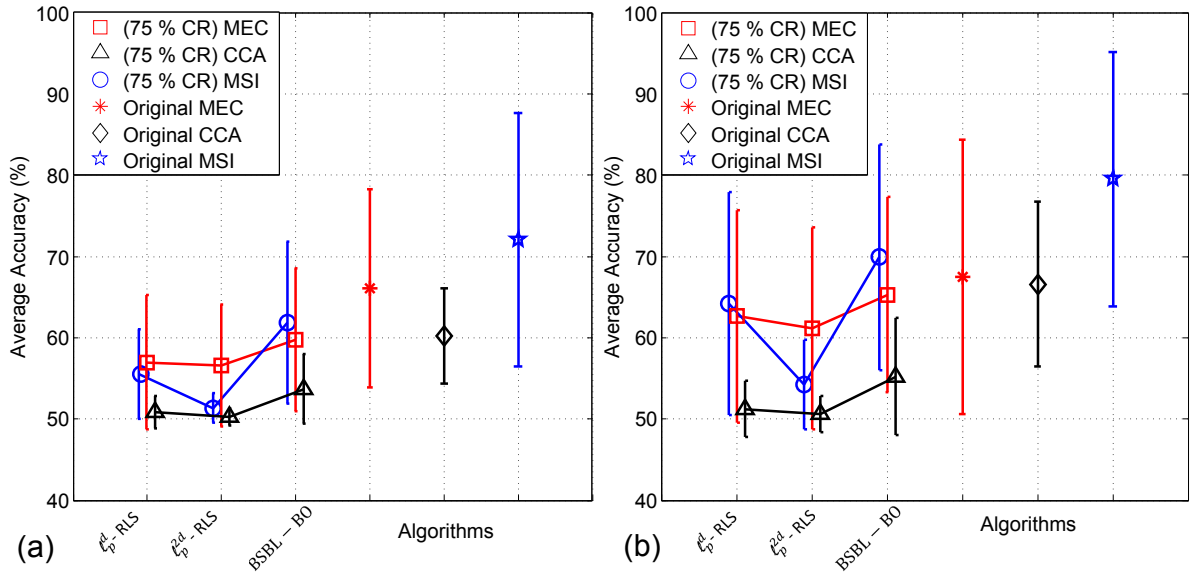 100
90
80
70
60
50
40
Average Accuracy (%)
(75 % CR) MEC
(75 % CR) CCA
(75 % CR) MSI
Original MEC
Original CCA
Original MSI
ℓ_p^d - RLS
ℓ_p^{2d} - RLS
BSBL – BO
Algorithms
(a)
100
90
80
70
60
50
40
Average Accuracy (%)
(75 % CR) MEC
(75 % CR) CCA
(75 % CR) MSI
Original MEC
Original CCA
Original MSI
ℓ_p^d - RLS
ℓ_p^{2d} - RLS
BSBL – BO
Algorithms
(b)